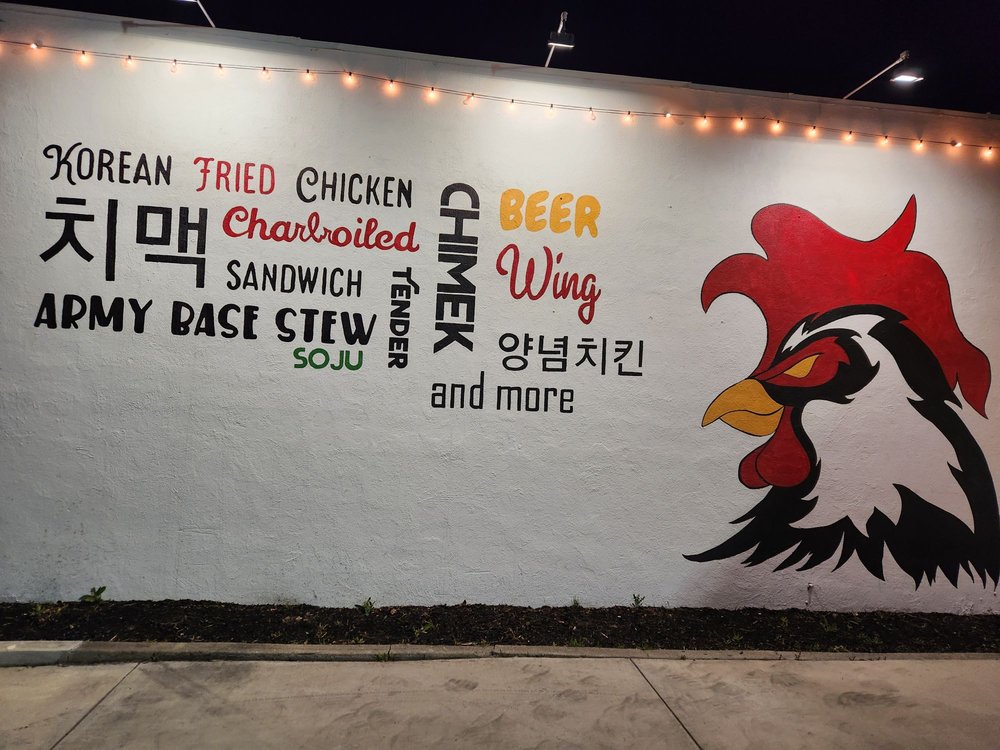 KOREAN FRIED CHICKEN
치맥
Charbroiled
SANDWICH
ARMY BASE STEW
SOJU
TENDER
CHIMEK
BEER
Wing
양념치킨
and more